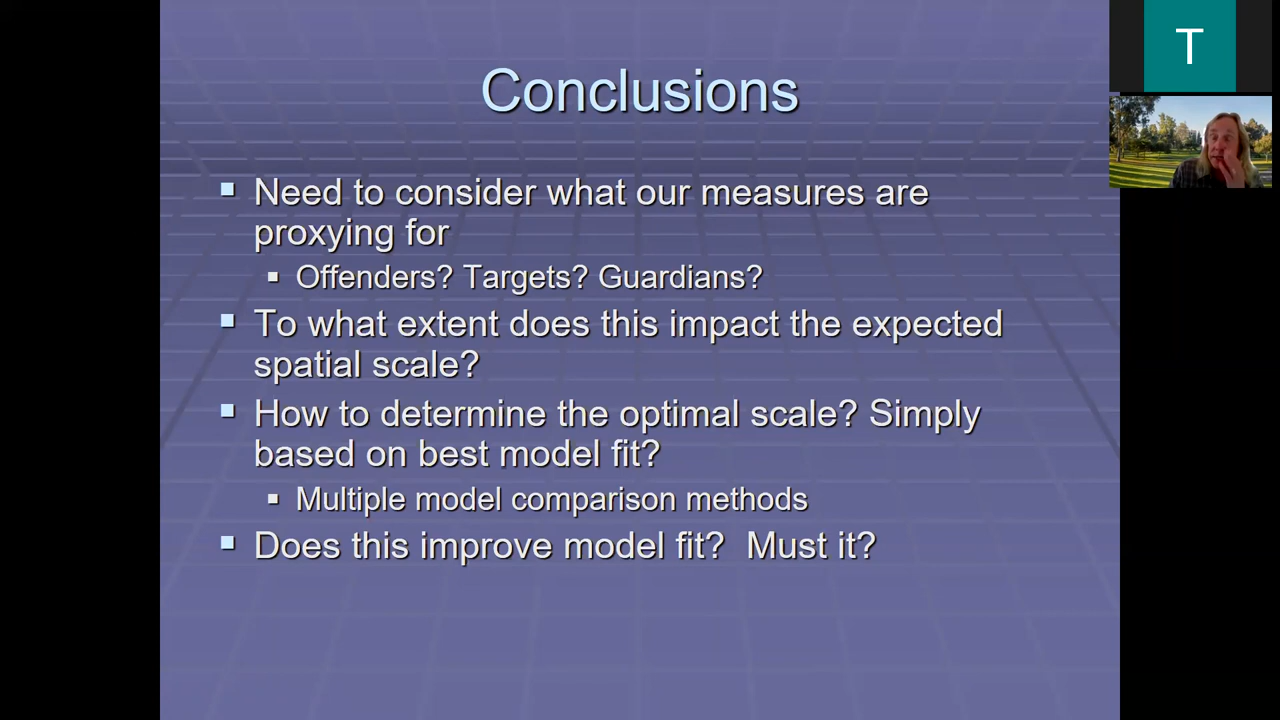 Conclusions
Need to consider what our measures are
proxying for
Offenders? Targets? Guardians?
To what extent does this impact the expected
spatial scale?
How to determine the optimal scale? Simply
based on best model fit?
Multiple model comparison methods
Does this improve model fit?  Must it?
T